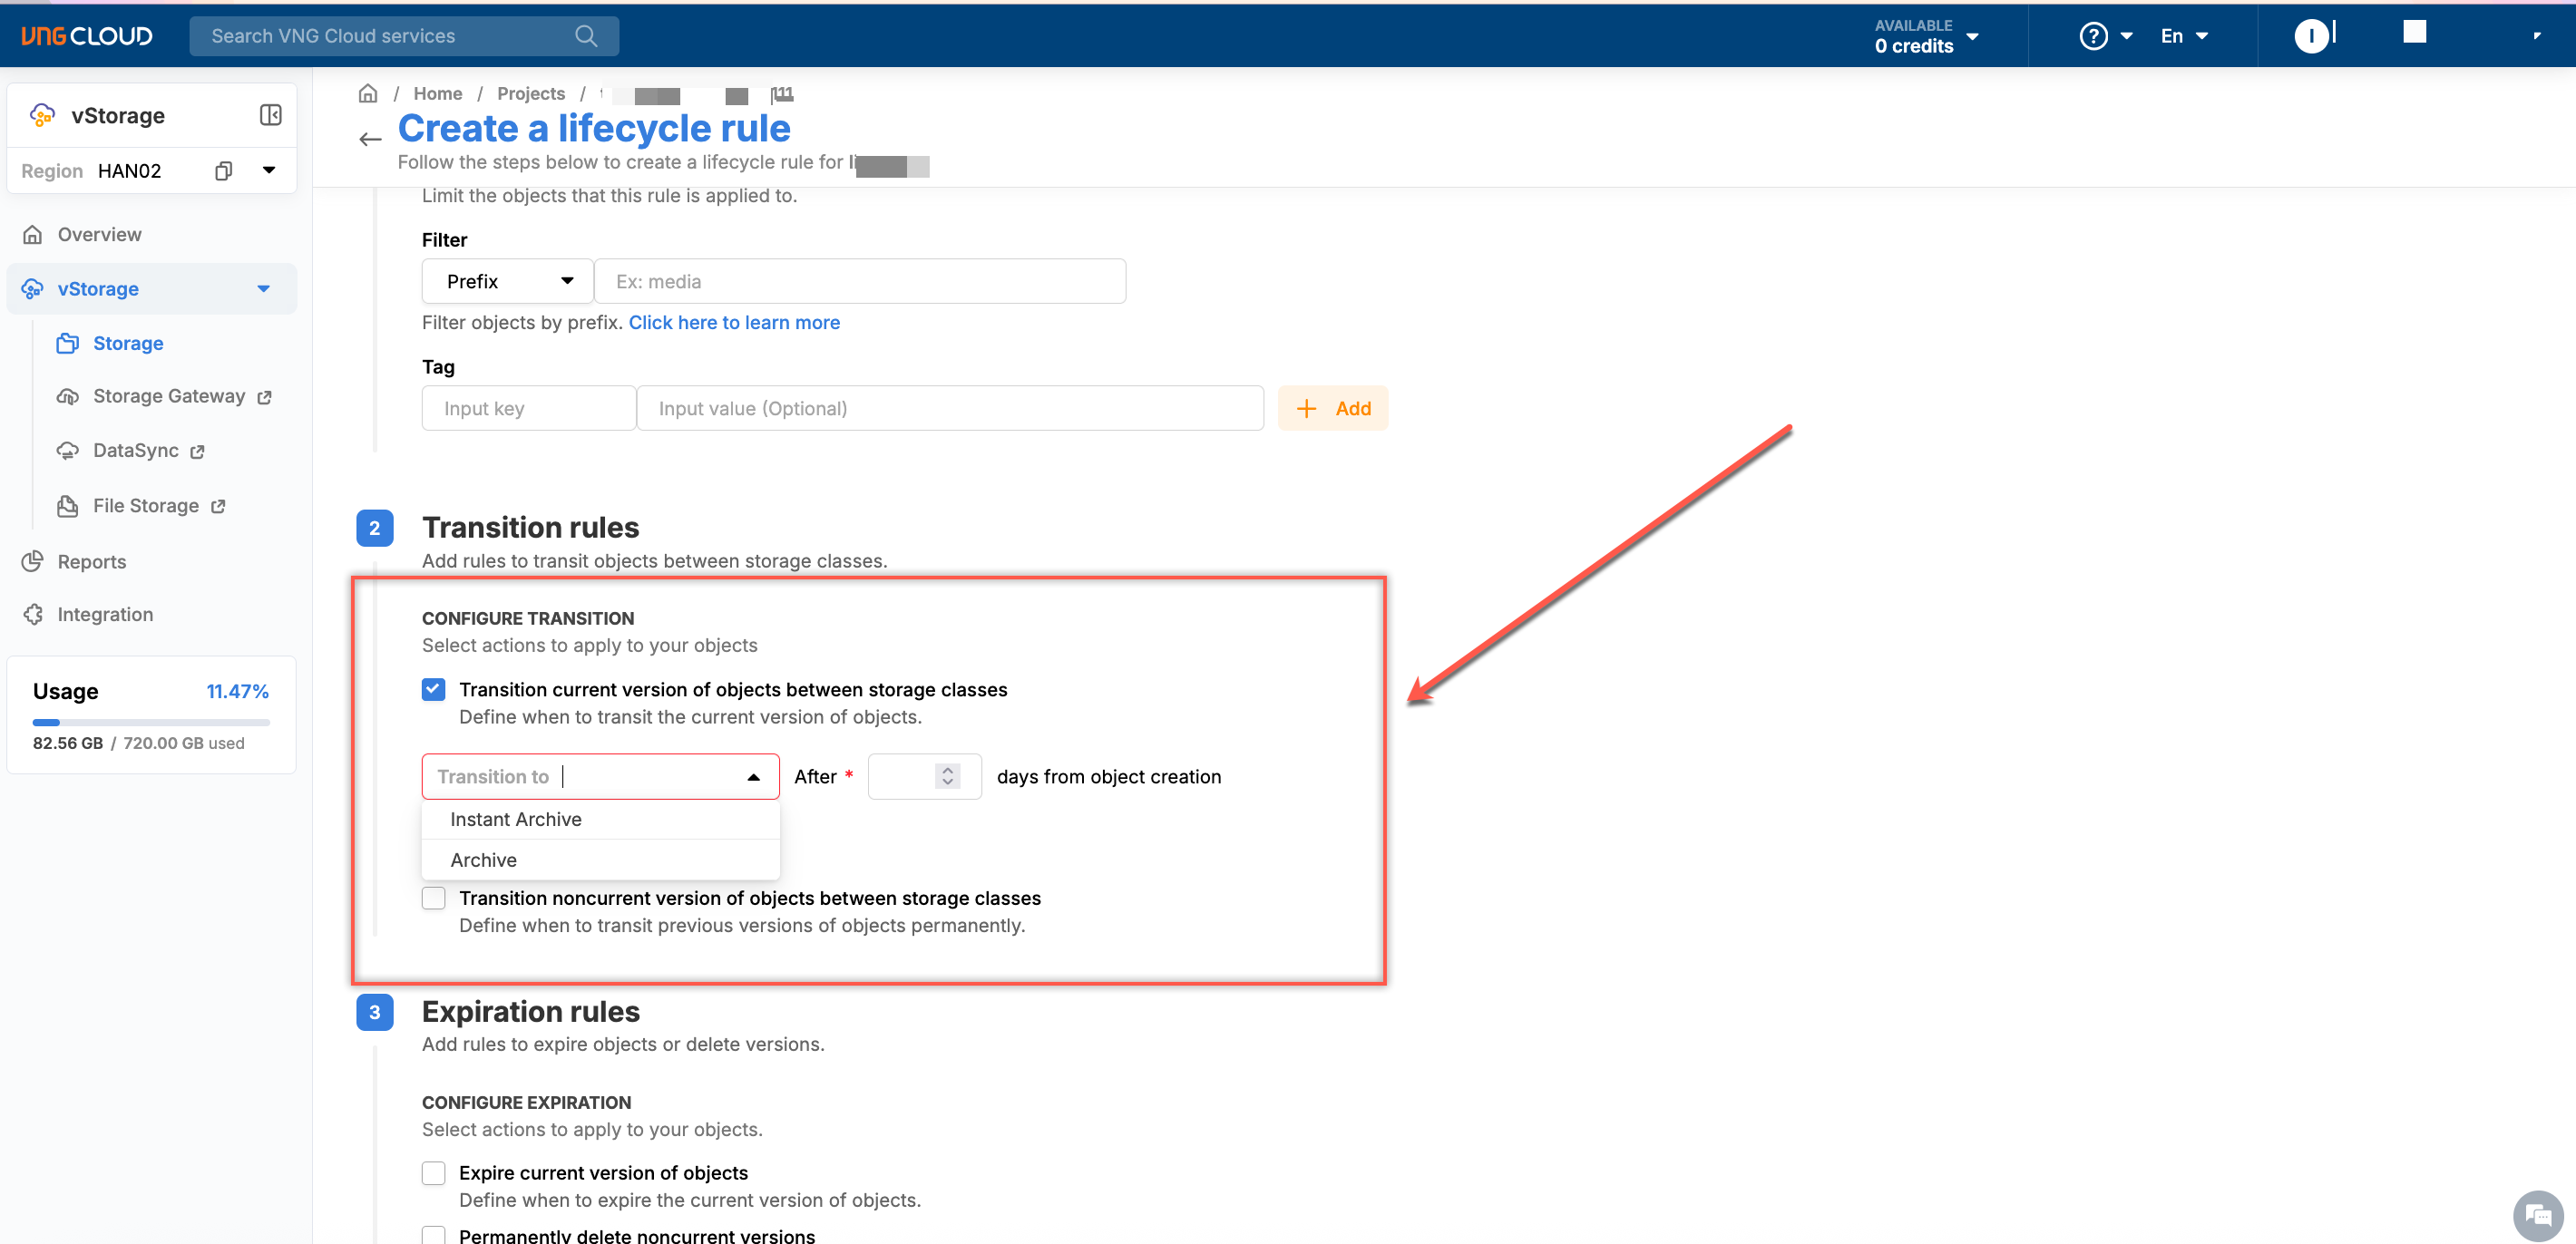 VNG CLOUD
Search VNG Cloud services
AVAILABLE
0 credits
En
I
vStorage
Region HAN02
Overview
vStorage
Storage
Storage Gateway
DataSync
File Storage
Reports
Integration
Usage 11.47%
82.56 GB / 720.00 GB used
/ Home / Projects /
Create a lifecycle rule
Follow the steps below to create a lifecycle rule for
Limit the objects that this rule is applied to.
Filter
Prefix Ex: media
Filter objects by prefix. Click here to learn more
Tag
Input key Input value (Optional) + Add
2 Transition rules
Add rules to transit objects between storage classes.
CONFIGURE TRANSITION
Select actions to apply to your objects
Transition current version of objects between storage classes
Define when to transit the current version of objects.
Transition to After * days from object creation
Instant Archive
Archive
Transition noncurrent version of objects between storage classes
Define when to transit previous versions of objects permanently.
3 Expiration rules
Add rules to expire objects or delete versions.
CONFIGURE EXPIRATION
Select actions to apply to your objects.
Expire current version of objects
Define when to expire the current version of objects.
Permanently delete noncurrent versions